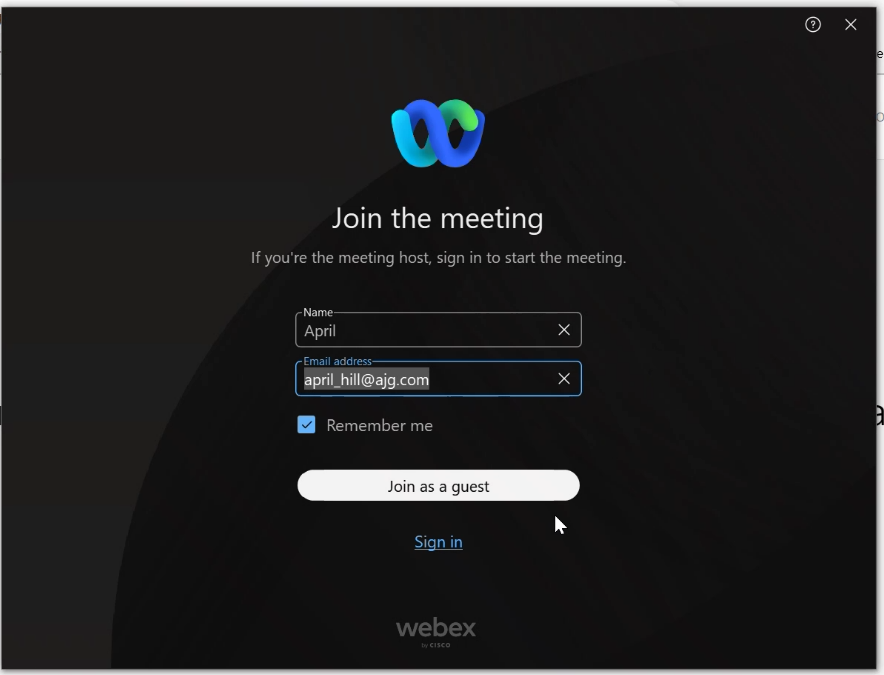 Join the meeting
If you're the meeting host, sign in to start the meeting.
Name
April
Email address
april_hill@ajg.com
Remember me
Join as a guest
Sign in
webex
by CISCO